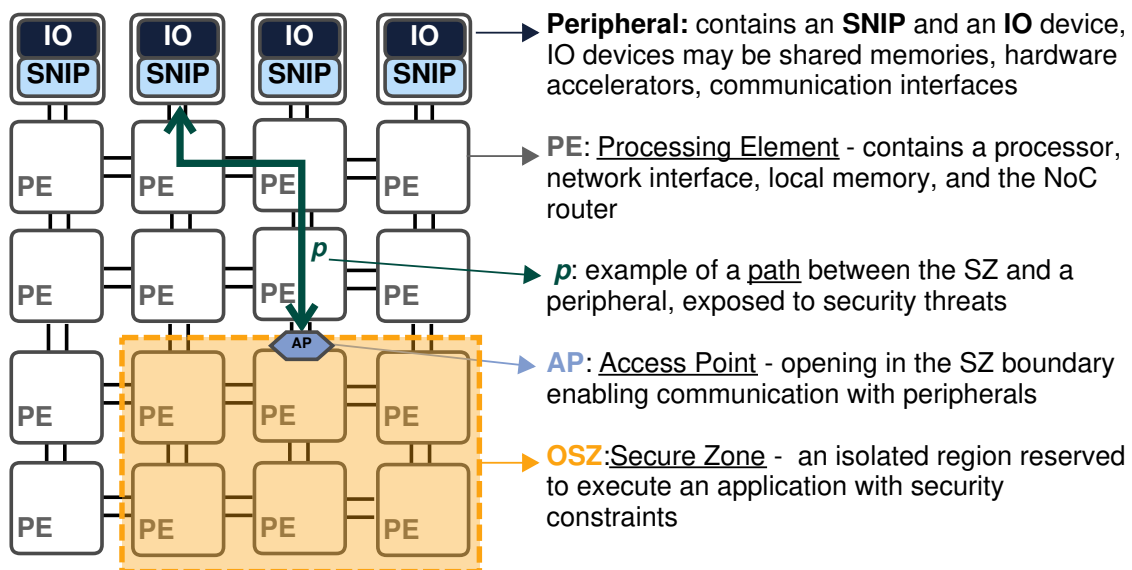 IO IO IO IO
SNIP SNIP SNIP SNIP
Peripheral: contains an SNIP and an IO device,
IO devices may be shared memories, hardware
accelerators, communication interfaces
PE PE PE PE
PE: Processing Element - contains a processor,
network interface, local memory, and the NoC
router
p
PE PE PE PE
p: example of a path between the SZ and a
peripheral, exposed to security threats
AP
AP: Access Point - opening in the SZ boundary
enabling communication with peripherals
PE PE PE PE
OSZ:Secure Zone - an isolated region reserved
to execute an application with security
constraints
PE PE PE PE